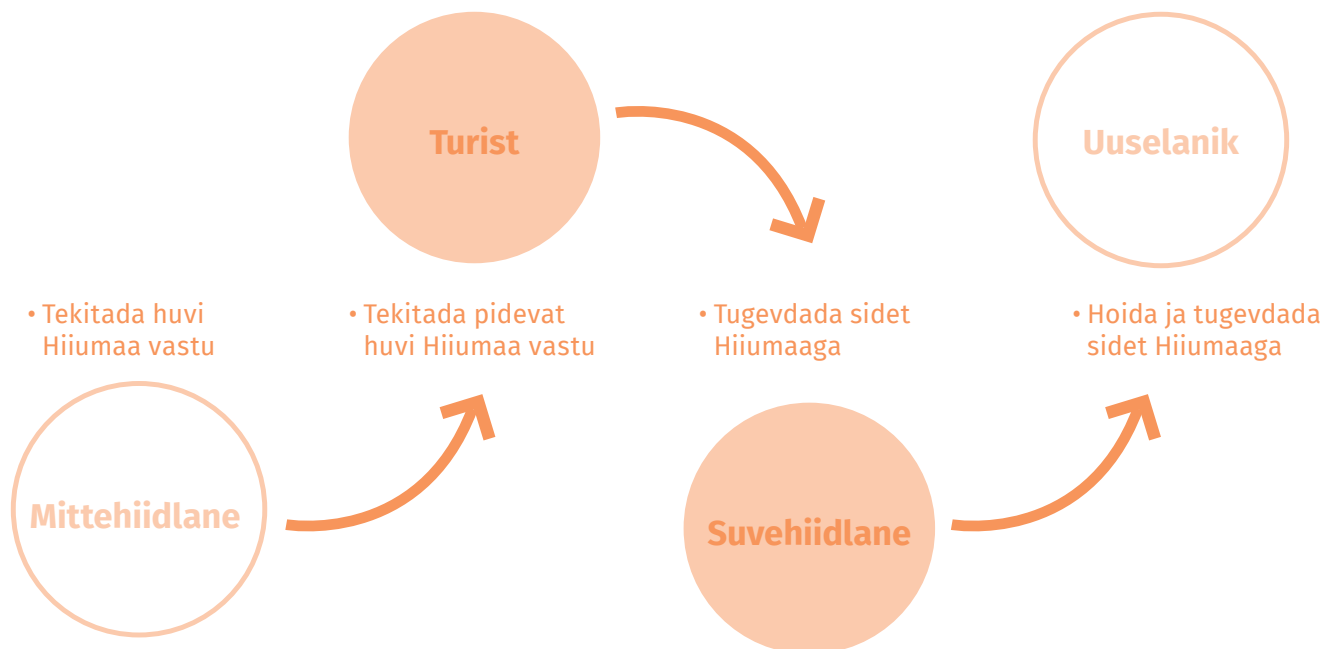 Turist
Uuselanik
• Tekitada huvi
Hiiumaa vastu
• Tekitada pidevat
huvi Hiiumaa vastu
• Tugevdada sidet
Hiiumaaga
• Hoida ja tugevdada
sidet Hiiumaaga
Mittehiidlane
Suvehiidlane